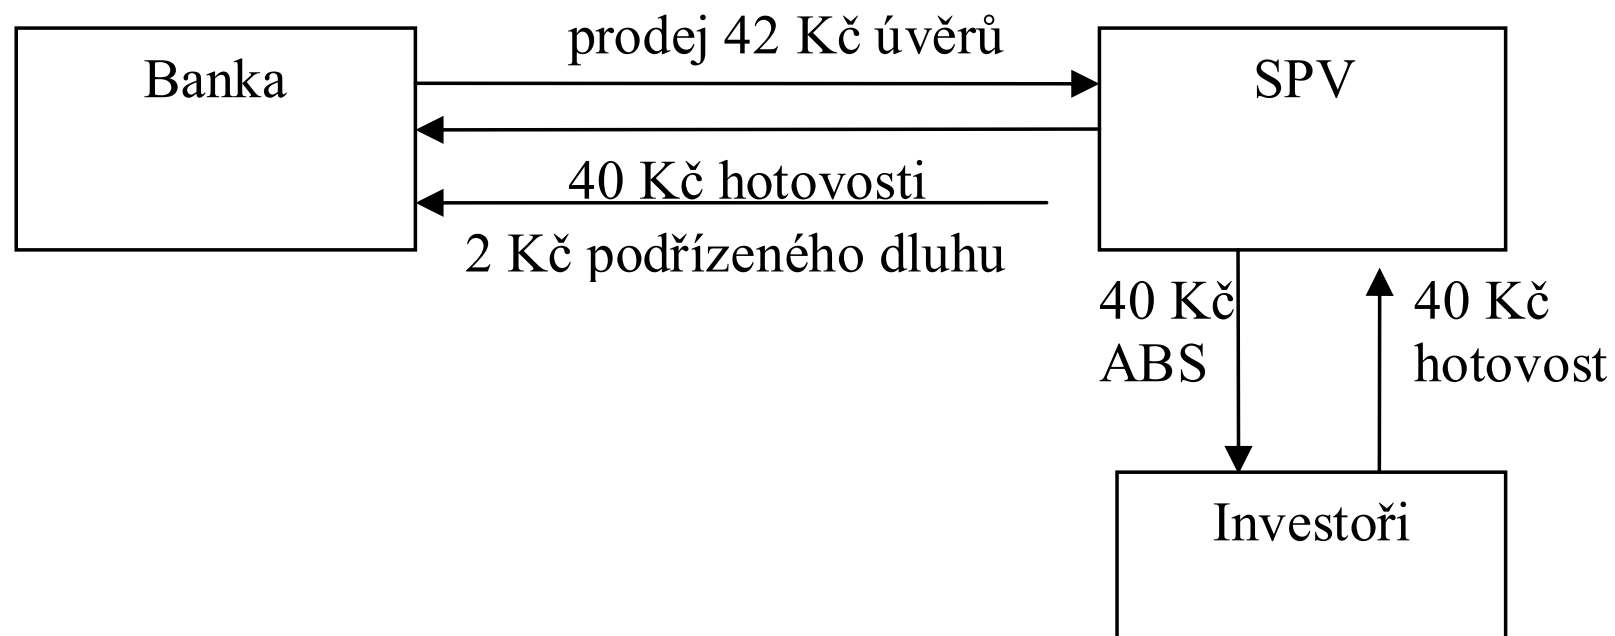 prodej 42 Kč úvěrů
Banka
SPV
40 Kč hotovosti
2 Kč podřízeného dluhu
40 Kč
ABS
40 Kč
hotovost
Investoři